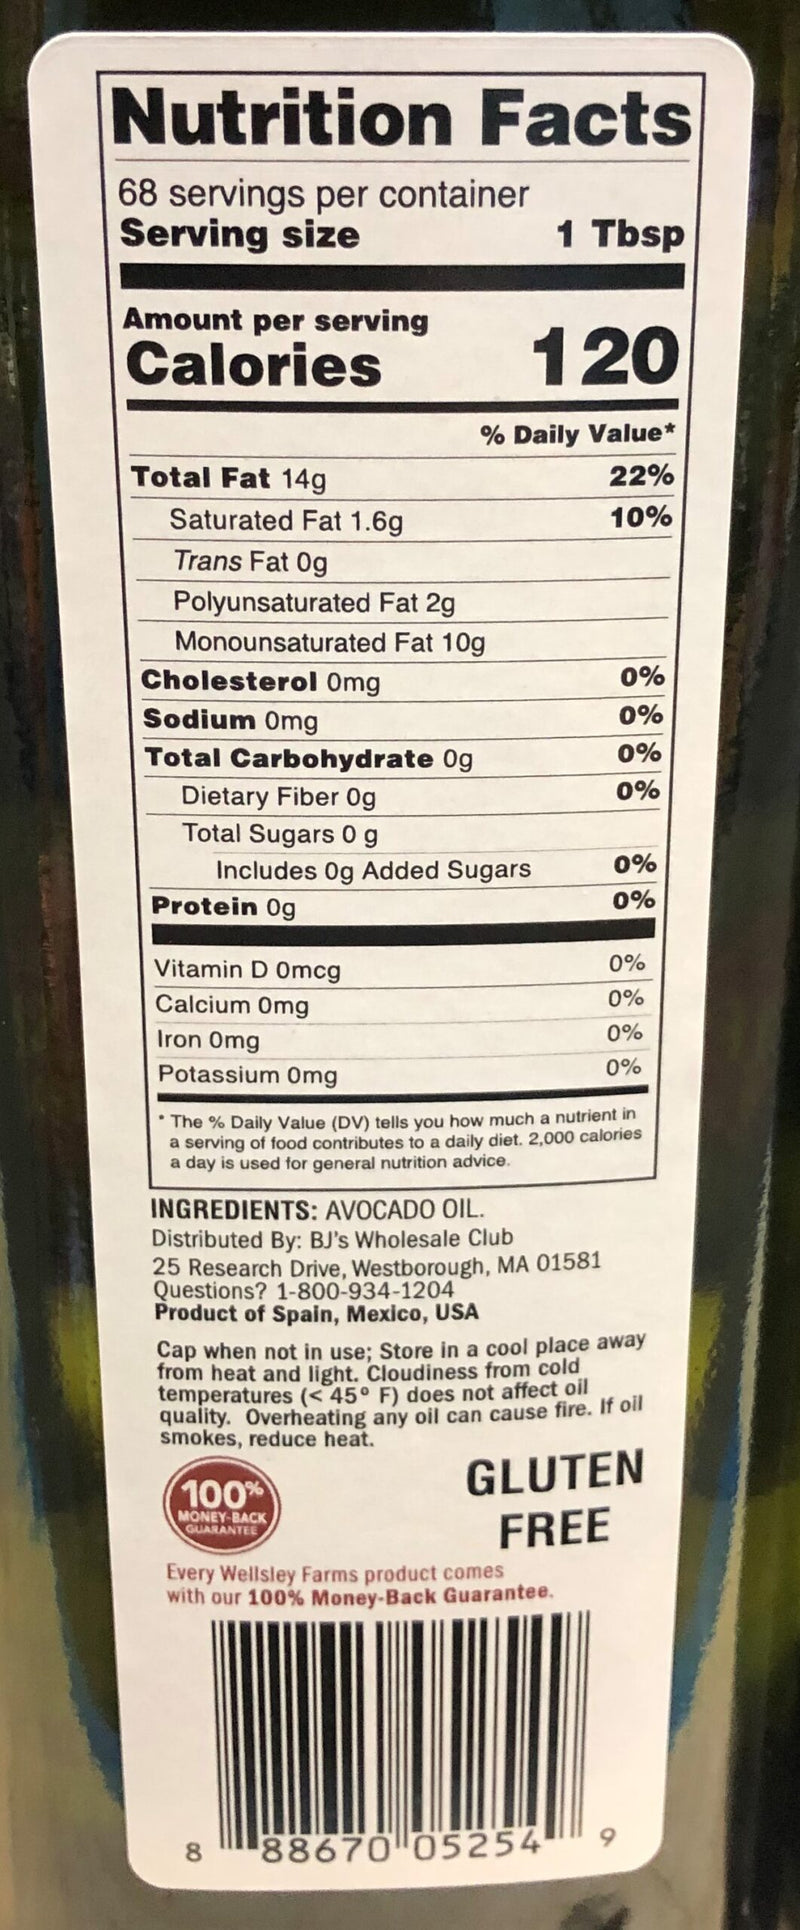 Nutrition Facts
68 servings per container
Serving size 1 Tbsp
Amount per serving
Calories 120
% Daily Value*
Total Fat 14g 22%
Saturated Fat 1.6g 10%
Trans Fat 0g
Polyunsaturated Fat 2g
Monounsaturated Fat 10g
Cholesterol 0mg 0%
Sodium 0mg 0%
Total Carbohydrate 0g 0%
Dietary Fiber 0g 0%
Total Sugars 0 g
Includes 0g Added Sugars 0%
Protein 0g 0%
Vitamin D 0mcg 0%
Calcium 0mg 0%
Iron 0mg 0%
Potassium 0mg 0%
* The % Daily Value (DV) tells you how much a nutrient in
a serving of food contributes to a daily diet. 2,000 calories
a day is used for general nutrition advice.
INGREDIENTS: AVOCADO OIL.
Distributed By: BJ's Wholesale Club
25 Research Drive, Westborough, MA 01581
Questions? 1-800-934-1204
Product of Spain, Mexico, USA
Cap when not in use; Store in a cool place away
from heat and light. Cloudiness from cold
temperatures (< 45° F) does not affect oil
quality. Overheating any oil can cause fire. If oil
smokes, reduce heat.
100%
MONEY-BACK
GUARANTEE
GLUTEN
FREE
Every Wellsley Farms product comes
with our 100% Money-Back Guarantee.
8 88670 05254 9